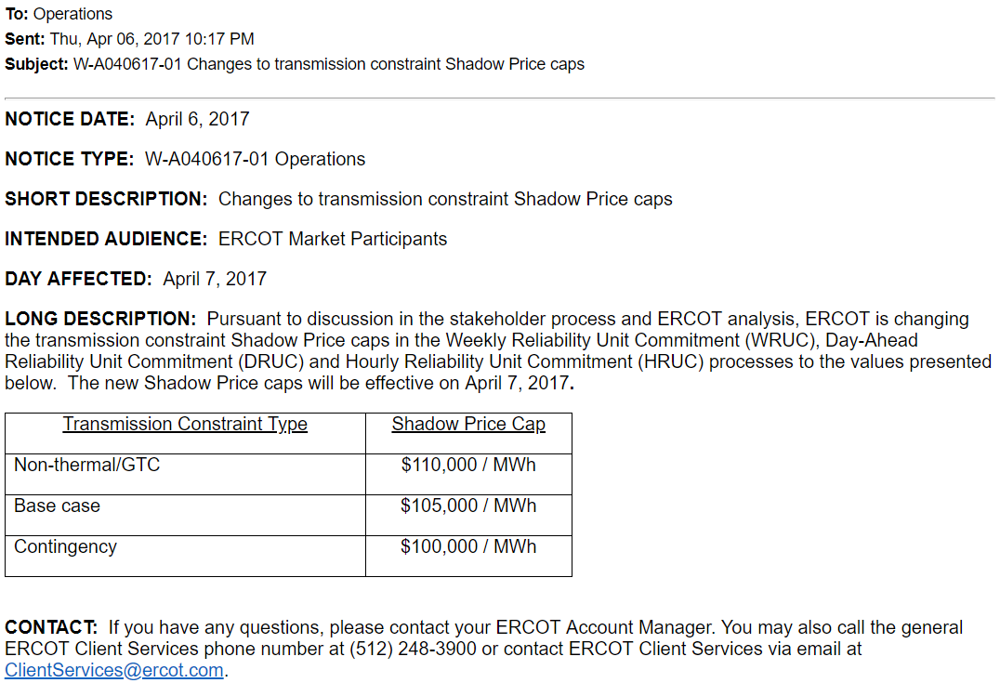 To: Operations
Sent: Thu, Apr 06, 2017 10:17 PM
Subject: W-A040617-01 Changes to transmission constraint Shadow Price caps
NOTICE DATE: April 6, 2017
NOTICE TYPE: W-A040617-01 Operations
SHORT DESCRIPTION: Changes to transmission constraint Shadow Price caps
INTENDED AUDIENCE: ERCOT Market Participants
DAY AFFECTED: April 7, 2017
LONG DESCRIPTION: Pursuant to discussion in the stakeholder process and ERCOT analysis, ERCOT is changing
the transmission constraint Shadow Price caps in the Weekly Reliability Unit Commitment (WRUC), Day-Ahead
Reliability Unit Commitment (DRUC) and Hourly Reliability Unit Commitment (HRUC) processes to the values presented
below. The new Shadow Price caps will be effective on April 7, 2017.
Transmission Constraint Type Shadow Price Cap
Non-thermal/GTC $110,000 / MWh
Base case $105,000 / MWh
Contingency $100,000 / MWh
CONTACT: If you have any questions, please contact your ERCOT Account Manager. You may also call the general
ERCOT Client Services phone number at (512) 248-3900 or contact ERCOT Client Services via email at
ClientServices@ercot.com.